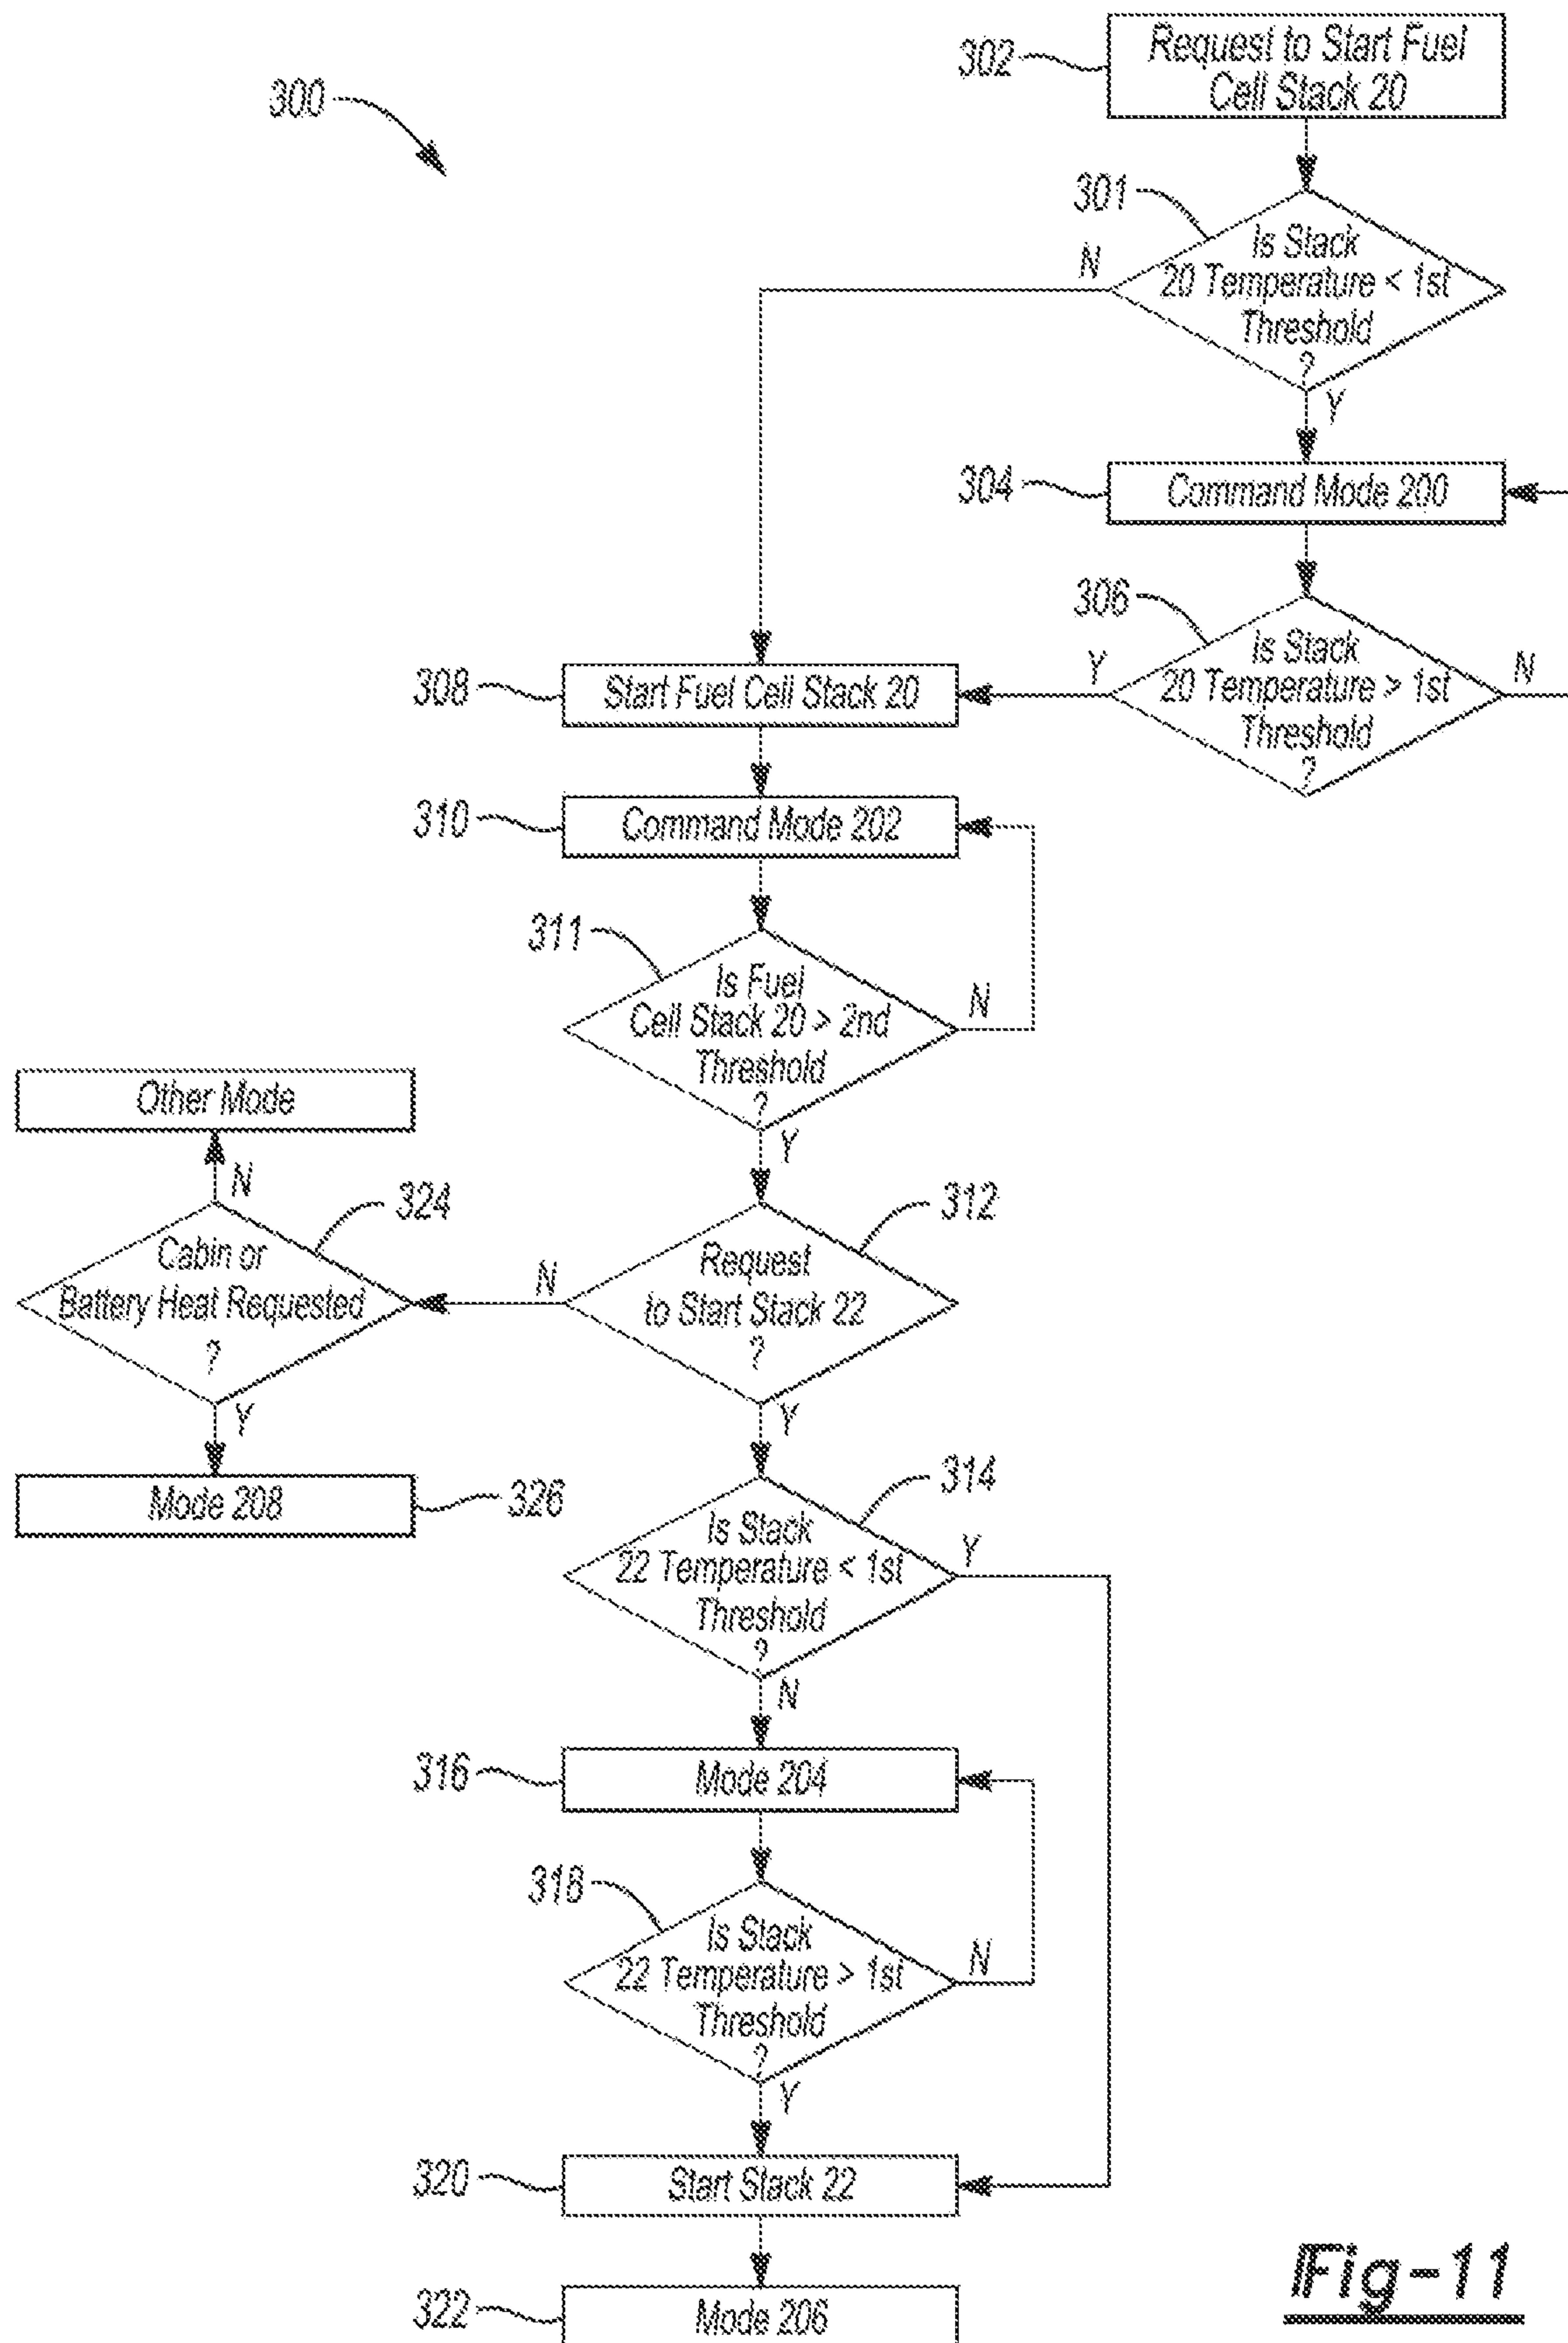 302
Request to Start Fuel
Cell Stack 20
300
301
Is Stack
20 Temperature < 1st
Threshold
?
N
Y
304
Command Mode 200
306
Is Stack
20 Temperature > 1st
Threshold
?
Y
N
308
Start Fuel Cell Stack 20
310
Command Mode 202
311
Is Fuel
Cell Stack 20 > 2nd
Threshold
?
N
Y
Other Mode
N
324
Cabin or
Battery Heat Requested
?
Y
Mode 208
326
312
Request
to Start Stack 22
?
N
Y
314
Is Stack
22 Temperature < 1st
Threshold
?
Y
N
316
Mode 204
318
Is Stack
22 Temperature > 1st
Threshold
?
N
Y
320
Start Stack 22
322
Mode 206
Fig-11